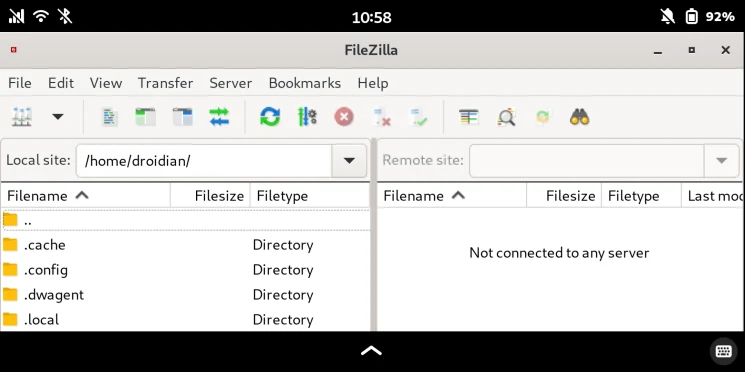 10:58
92%
FileZilla
File Edit View Transfer Server Bookmarks Help
Local site: /home/droidian/
Remote site:
Filename Filesize Filetype
..
.cache Directory
.config Directory
.dwagent Directory
.local Directory
Filename Filesize Filetype Last mod
Not connected to any server